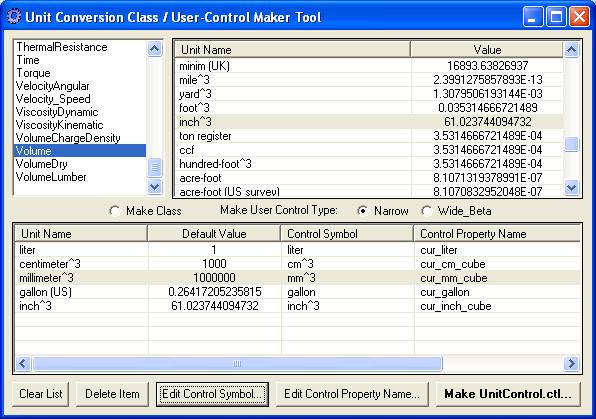 Unit Conversion Class / User-Control Maker Tool
ThermalResistance
Time
Torque
VelocityAngular
Velocity_Speed
ViscosityDynamic
ViscosityKinematic
VolumeChargeDensity
Volume
VolumeDry
VolumeLumber
Unit Name Value
minim (UK) 16893.63826937
mile^3 2.3991275857893E-13
yard^3 1.3079506193144E-03
foot^3 0.035314666721489
inch^3 61.023744094732
ton register 3.5314666721489E-04
ccf 3.5314666721489E-04
hundred-foot^3 3.5314666721489E-04
acre-foot 8.1071319378987E-07
acre-foot (US survey) 8.1070832952048E-07
Make Class Make User Control Type: Narrow Wide_Beta
Unit Name Default Value Control Symbol Control Property Name
liter 1 liter cur_liter
centimeter^3 1000 cm^3 cur_cm_cube
millimeter^3 1000000 mm^3 cur_mm_cube
gallon (US) 0.26417205235815 gallon cur_gallon
inch^3 61.023744094732 inch^3 cur_inch_cube
Clear List Delete Item Edit Control Symbol... Edit Control Property Name... Make UnitControl.ctl...